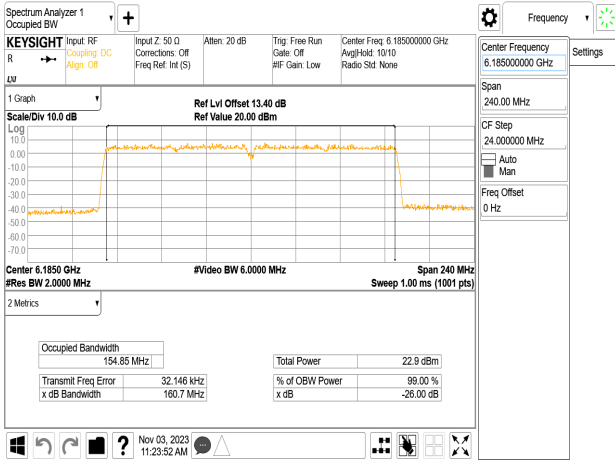 Spectrum Analyzer 1
Occupied BW
Frequency
KEYSIGHT
R
LXI
Input: RF
Coupling: DC
Align: Off
Input Z: 50 Ω
Corrections: Off
Freq Ref: Int (S)
Atten: 20 dB
Trig: Free Run
Gate: Off
#IF Gain: Low
Center Freq: 6.185000000 GHz
Avg|Hold: 10/10
Radio Std: None
Center Frequency
6.185000000 GHz
Settings
Span
240.00 MHz
CF Step
24.000000 MHz
Auto
Man
Freq Offset
0 Hz
1 Graph
Scale/Div 10.0 dB
Ref Lvl Offset 13.40 dB
Ref Value 20.00 dBm
Log
10.0
0.00
-10.0
-20.0
-30.0
-40.0
-50.0
-60.0
-70.0
Center 6.1850 GHz
#Video BW 6.0000 MHz
Span 240 MHz
#Res BW 2.0000 MHz
Sweep 1.00 ms (1001 pts)
2 Metrics
Occupied Bandwidth
154.85 MHz
Total Power 22.9 dBm
Transmit Freq Error 32.146 kHz
% of OBW Power 99.00 %
x dB Bandwidth 160.7 MHz
x dB -26.00 dB
Nov 03, 2023
11:23:52 AM